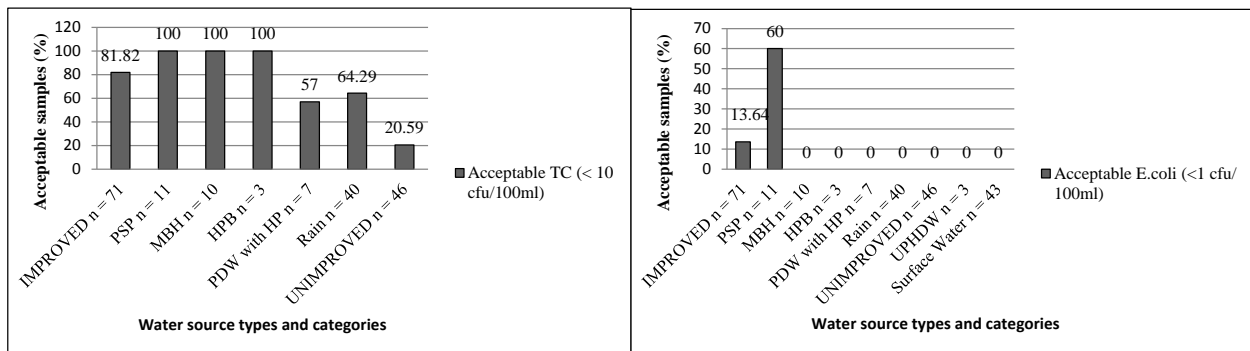 Acceptable samples (%)
120
100
80
60
40
20
0
81.82
100
100
100
57
64.29
20.59
IMPROVED n = 71
PSP n = 11
MBH n = 10
HPB n = 3
PDW with HP n = 7
Rain n = 40
UNIMPROVED n = 46
Water source types and categories
Acceptable TC (< 10
cfu/100ml)
Acceptable samples (%)
70
60
50
40
30
20
10
0
13.64
60
0
0
0
0
0
0
0
IMPROVED n = 71
PSP n = 11
MBH n = 10
HPB n = 3
PDW with HP n = 7
Rain n = 40
UNIMPROVED n = 46
UPHDW n = 3
Surface Water n = 43
Water source types and categories
Acceptable E.coli (<1 cfu/
100ml)